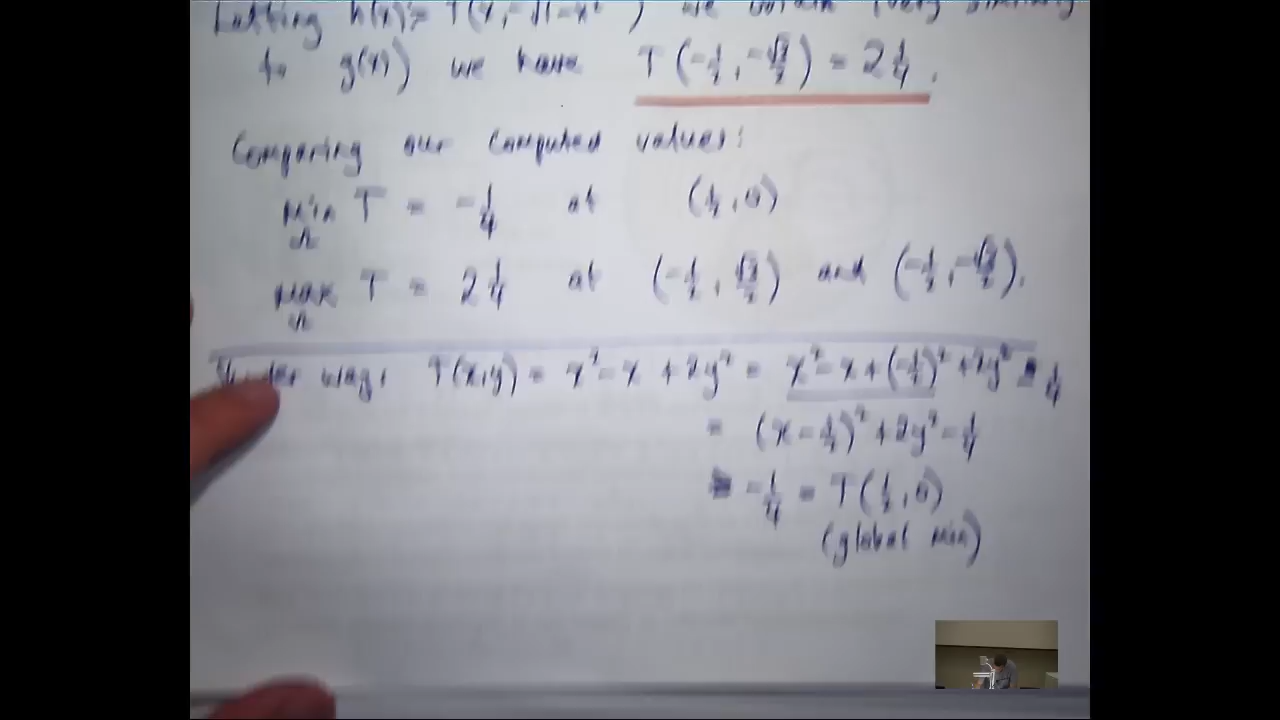 Letting h(x) := T(x, -√1-x² ) we obtain (very similarly
to g(x)) we have T(-1/2, -√3/2) = 2 1/4.
Comparing our computed values:
min T = -1/4 at (1/2, 0)
Ω
max T = 2 1/4 at (-1/2, √3/2) and (-1/2, -√3/2).
Ω
way: T(x,y) = x² - x + 2y² = x² - x + (-1/2)² + 2y² - 1/4
= (x - 1/2)² + 2y² - 1/4
-1/4 = T(1/2, 0)
(global min)